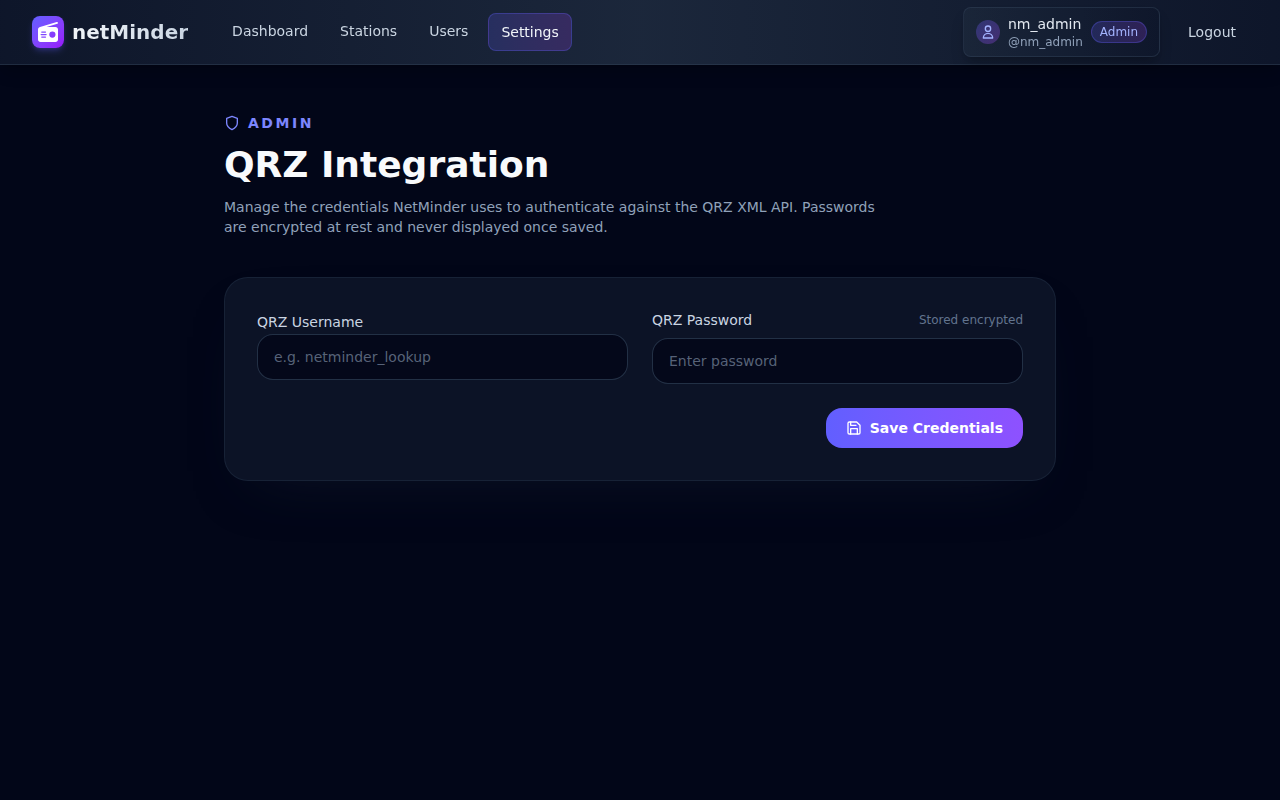 netMinder
Dashboard
Stations
Users
Settings
nm_admin
@nm_admin
Admin
Logout
ADMIN
QRZ Integration
Manage the credentials NetMinder uses to authenticate against the QRZ XML API. Passwords
are encrypted at rest and never displayed once saved.
QRZ Username
e.g. netminder_lookup
QRZ Password
Stored encrypted
Enter password
Save Credentials